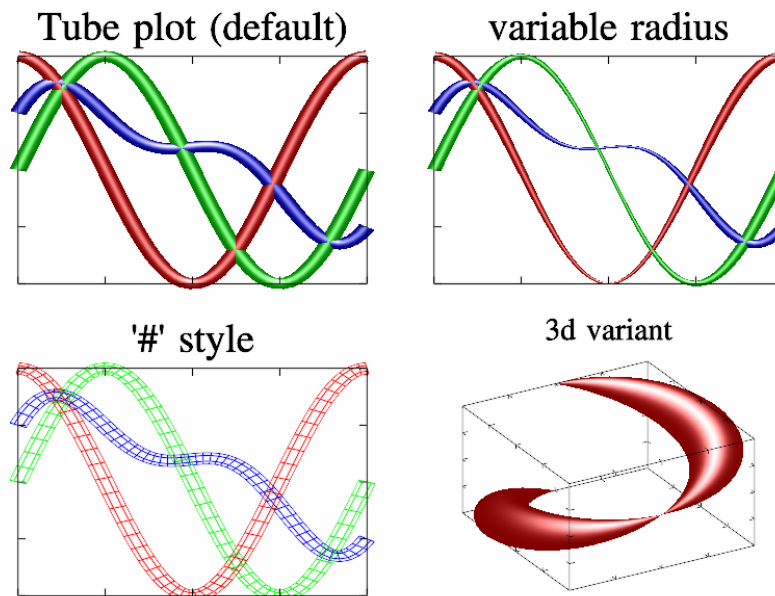 Tube plot (default)
variable radius
'#' style
3d variant